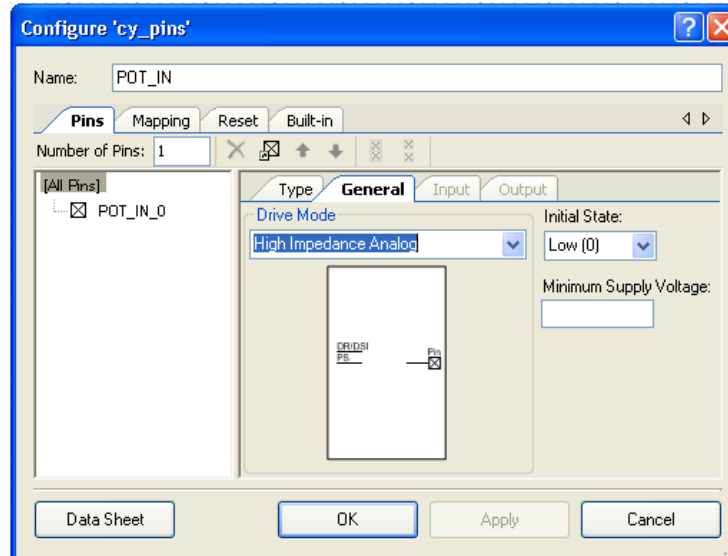 Configure 'cy_pins'
Name: POT_IN
Pins Mapping Reset Built-in
Number of Pins: 1
[All Pins]
POT_IN_0
Type General Input Output
Drive Mode
High Impedance Analog
Initial State:
Low (0)
Minimum Supply Voltage:
DR/DSI
PS
Pin
Data Sheet OK Apply Cancel